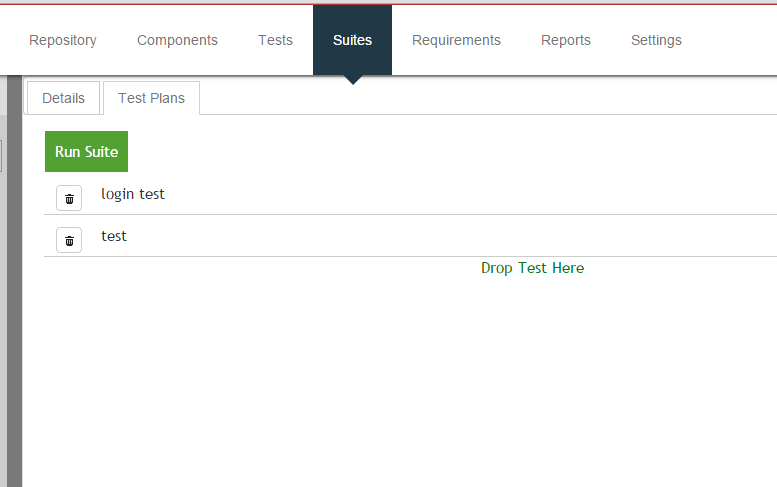 Repository Components Tests Suites Requirements Reports Settings
Details Test Plans
Run Suite
login test
test
Drop Test Here